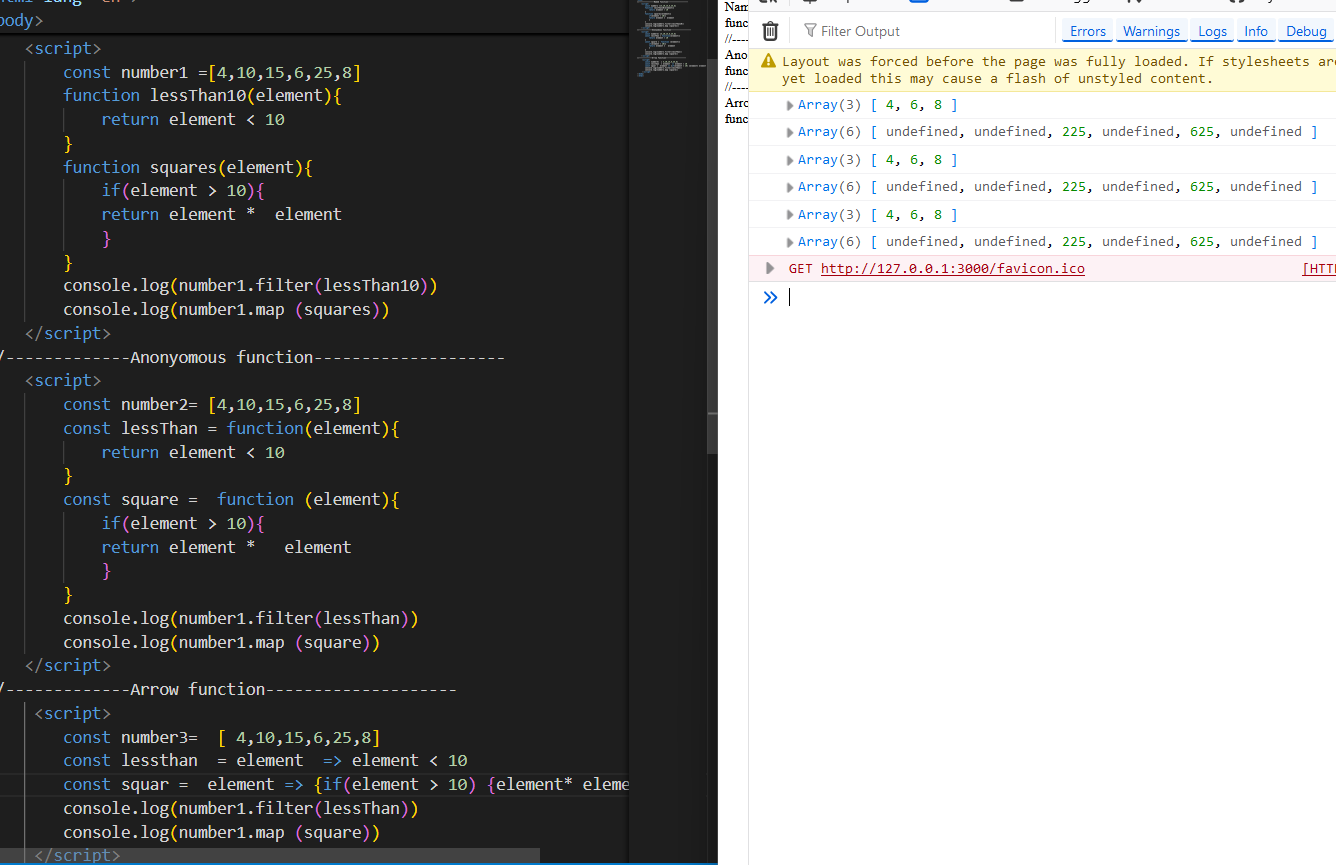 body>
<script>
const number1 =[4,10,15,6,25,8]
function lessThan10(element){
return element < 10
}
function squares(element){
if(element > 10){
return element *  element
}
}
console.log(number1.filter(lessThan10))
console.log(number1.map (squares))
</script>
/-------------Anonyomous function--------------------
<script>
const number2= [4,10,15,6,25,8]
const lessThan = function(element){
return element < 10
}
const square =  function (element){
if(element > 10){
return element *   element
}
}
console.log(number1.filter(lessThan))
console.log(number1.map (square))
</script>
/-------------Arrow function--------------------/
<script>
const number3=  [ 4,10,15,6,25,8]
const lessthan  = element  => element < 10
const squar =  element => {if(element > 10) {element* eleme
console.log(number1.filter(lessThan))
console.log(number1.map (square))
</script>
Nam
func
//----
Ano
func
//----
Arro
func
Filter Output
Errors Warnings Logs Info Debug
Layout was forced before the page was fully loaded. If stylesheets are
yet loaded this may cause a flash of unstyled content.
Array(3) [ 4, 6, 8 ]
Array(6) [ undefined, undefined, 225, undefined, 625, undefined ]
Array(3) [ 4, 6, 8 ]
Array(6) [ undefined, undefined, 225, undefined, 625, undefined ]
Array(3) [ 4, 6, 8 ]
Array(6) [ undefined, undefined, 225, undefined, 625, undefined ]
GET http://127.0.0.1:3000/favicon.ico [HTT